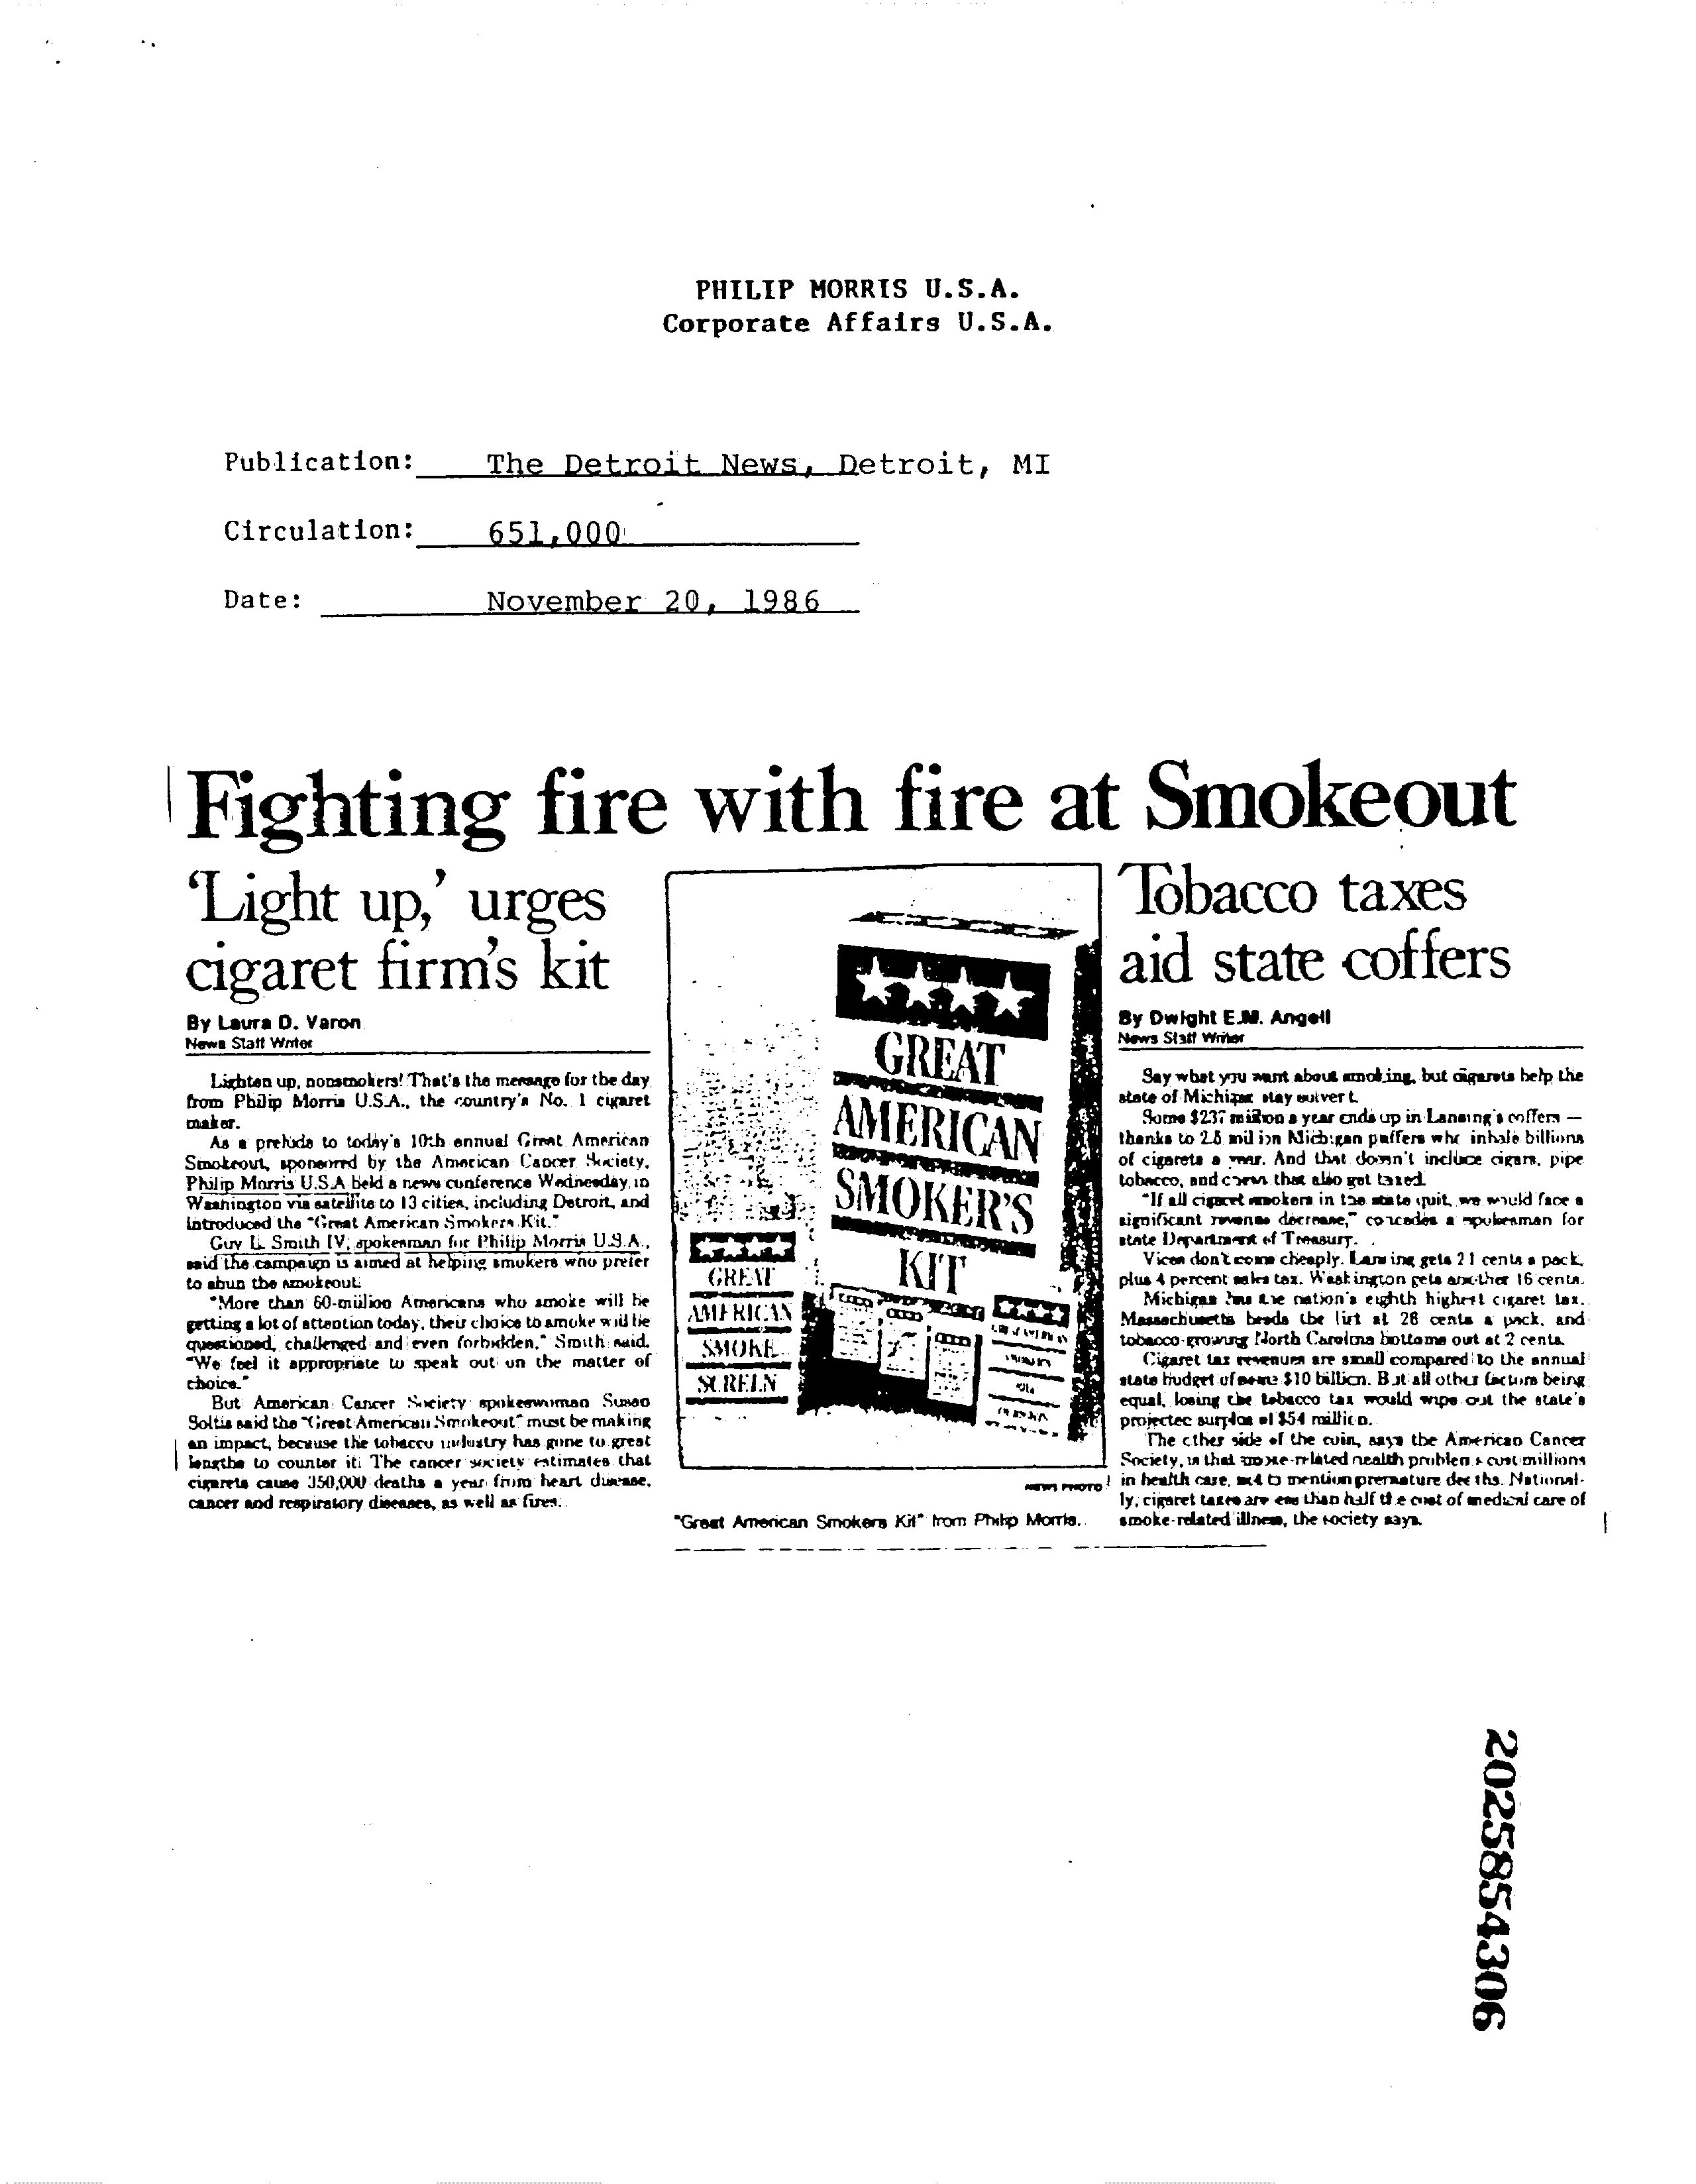 PHILIP MORRIS U.S.A.
Corporate Affairs U.S.A.
Publication: The Detroit News, Detroit, MI
Circulation: 651,000
Date: November 20, 1986
Fighting fire with fire at Smokeout
'Light up,' urges
cigaret firm's kit
By Laura D. Varon
News Staff Writer
Lighten up, nonsmokers! That's the message for the day
from Philip Morris U.S.A., the country's No. 1 cigaret
maker.
As a prelude to today's 10th annual Great American
Smokeout, sponsored by the American Cancer Society,
Philip Morris U.S.A held a news conference Wednesday in
Washington via satellite to 13 cities, including Detroit, and
introduced the "Great American Smokers Kit."
Guy L. Smith IV, spokesman for Philip Morris U.S.A.,
said the campaign is aimed at helping smokers who prefer
to shun the smokeout.
"More than 60-million Americans who smoke will be
getting a lot of attention today, their choice to smoke will be
questioned, challenged and even forbidden," Smith said.
"We feel it appropriate to speak out on the matter of
choice."
But American Cancer Society spokeswoman Susan
Soltis said the "Great American Smokeout" must be making
an impact, because the tobacco industry has gone to great
lengths to counter it. The cancer society estimates that
cigarets cause 350,000 deaths a year from heart disease,
cancer and respiratory diseases, as well as fires.
GREAT
AMERICAN
SMOKER'S
KIT
GREAT
AMERICAN
SMOKE
SCREEN
NEWS PHOTO
"Great American Smokers Kit" from Philip Morris.
Tobacco taxes
aid state coffers
By Dwight E.M. Angell
News Staff Writer
Say what you want about smoking, but cigarets help the
state of Michigan stay solvent.
Some $237 million a year ends up in Lansing's coffers —
thanks to 2.5 million Michigan puffers who inhale billions
of cigarets a year. And that doesn't include cigars, pipe
tobacco, and chews that also get taxed.
"If all cigaret smokers in the state quit, we would face a
significant revenue decrease," concedes a spokesman for
state Department of Treasury.
Vices don't come cheaply. Lansing gets 21 cents a pack,
plus 4 percent sales tax. Washington gets another 16 cents.
Michigan has the nation's eighth highest cigaret tax.
Massachusetts heads the list at 26 cents a pack, and
tobacco-growing North Carolina bottoms out at 2 cents.
Cigaret tax revenues are small compared to the annual
state budget of some $10 billion. But all other factors being
equal, losing the tobacco tax would wipe out the state's
projected surplus of $54 million.
The other side of the coin, says the American Cancer
Society, is that smoke-related health problems cost millions
in health care, not to mention premature deaths. National-
ly, cigaret taxes are less than half the cost of medical care of
smoke-related illness, the society says.
2025854306